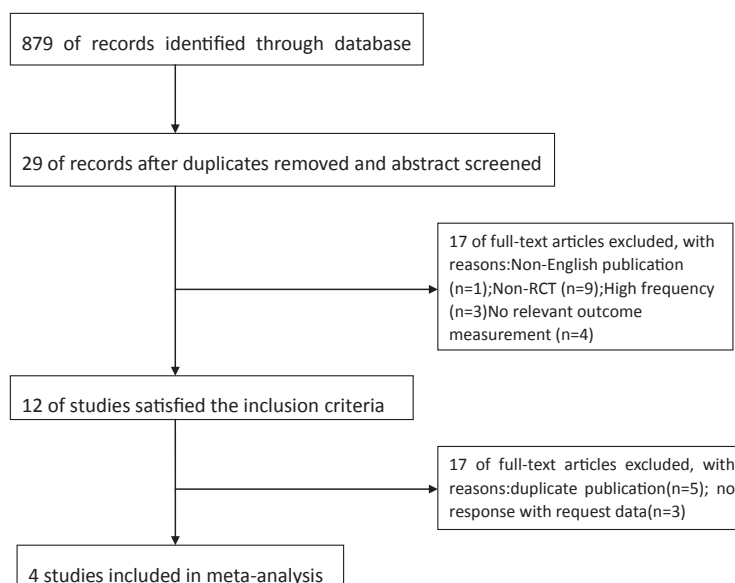 879 of records identified through database
29 of records after duplicates removed and abstract screened
17 of full-text articles excluded, with
reasons:Non-English publication
(n=1);Non-RCT (n=9);High frequency
(n=3)No relevant outcome
measurement (n=4)
12 of studies satisfied the inclusion criteria
17 of full-text articles excluded, with
reasons:duplicate publication(n=5); no
response with request data(n=3)
4 studies included in meta-analysis